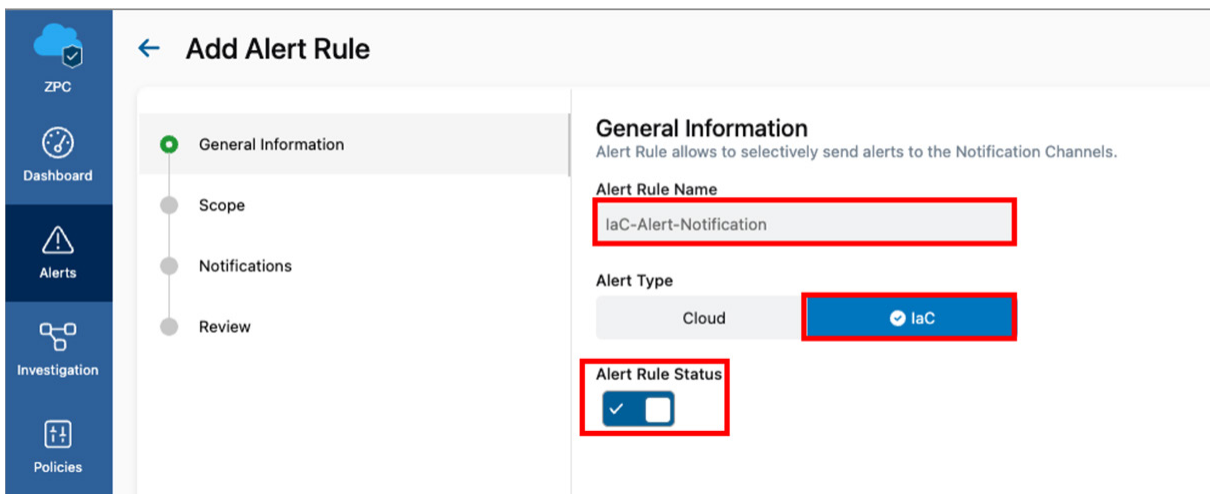 ZPC
Dashboard
Alerts
Investigation
Policies
Add Alert Rule
General Information
Scope
Notifications
Review
General Information
Alert Rule allows to selectively send alerts to the Notification Channels.
Alert Rule Name
IaC-Alert-Notification
Alert Type
Cloud
IaC
Alert Rule Status